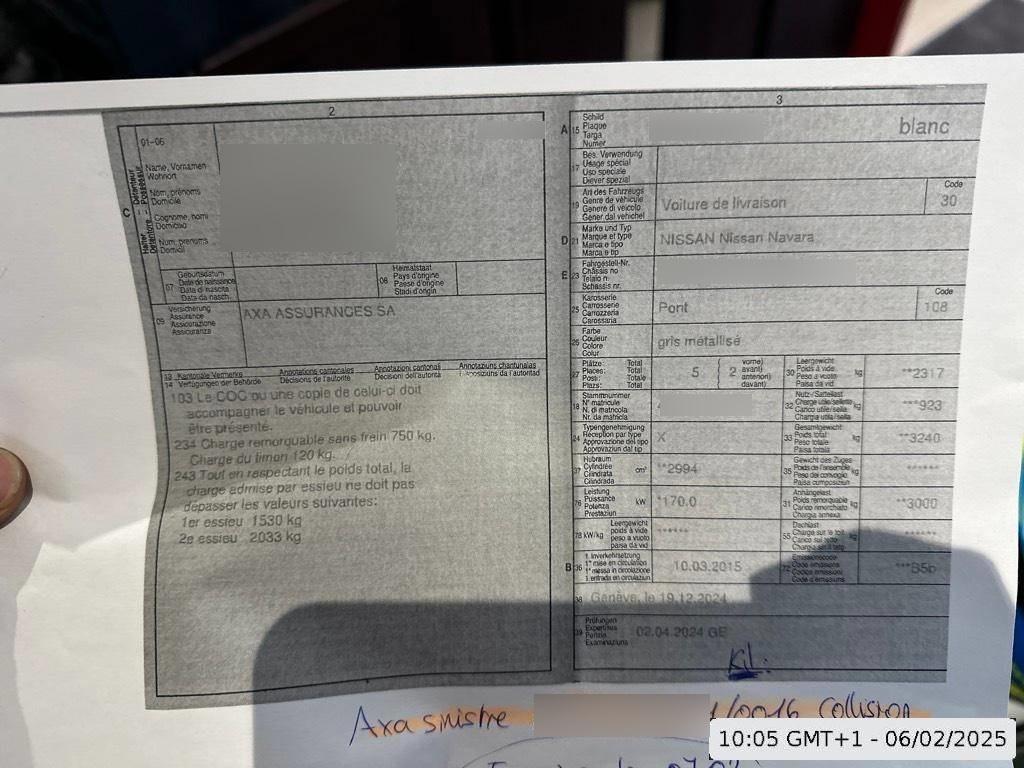 2
01-06
C
Halter Détenteur
Detentore Possessur
Name, Vornamen
Wohnort
Nom, prénoms
Domicile
Cognome, nomi
Domicilio
Num, prenums
Domicil
07
Geburtsdatum
Date de naissance
Data di nascita
Data da nasch.
08
Heimatstaat
Pays d'origine
Paese d'origine
Stadi d'origin
09
Versicherung
Assurance
Assicurazione
Assicuranza
AXA ASSURANCES SA
13 Kantonale Vermerke Annotations cantonales Annotazioni cantonali Annotaziuns chantunalas
14 Verfügungen der Behörde Décisions de l'autorité Decisioni dell'autorità
103 Le COC ou une copie de celui-ci doit
accompagner le véhicule et pouvoir
être présenté.
234 Charge remorquable sans frein 750 kg.
Charge du timon 120 kg.
243 Tout en respectant le poids total, la
charge admise par essieu ne doit pas
dépasser les valeurs suivantes:
1er essieu 1530 kg
2e essieu 2033 kg
3
A 15
Schild
Plaque
Targa
Numer
blanc
17
Bes. Verwendung
Usage spécial
Uso speciale
Diever spezial
19
Art des Fahrzeugs
Genre de véhicule
Genere di veicolo
Gener dal vehichel
Voiture de livraison
Code
30
D 21
Marke und Typ
Marque et type
Marca e tipo
Marca e tip
NISSAN Nissan Navara
E 23
Fahrgestell-Nr.
Châssis no
Telaio n.
Schassis nr.
25
Karosserie
Carrosserie
Carrozzeria
Carossaria
Pont
Code
108
26
Farbe
Couleur
Colore
Colur
gris métallisé
27
Plätze: Total
Places: Total
Posti: Totale
Plazs: Total
5
2
vorne)
avant)
anteriori)
davant)
30
Leergewicht
Poids à vide
Peso a vuoto
Paisa da vid
kg
**2317
18
Stammnummer
N° matricule
N. di matricola
Nr. da matricla
32
Nutz-/Sattellast
Charge utile/sellette
Carico utile/sella
Chargia utila/sella
kg
***923
24
Typengenehmigung
Réception par type
Approvazione del tipo
Approvaziun dal tip
X
33
Gesamtgewicht
Poids total
Peso totale
Paisa totala
kg
**3240
37
Hubraum
Cylindrée
Cilindrata
Cilindrada
cm³
**2994
35
Gewicht des Zuges
Poids de l'ensemble
Peso del convoglio
Paisa cumposiziun
kg
******
76
Leistung
Puissance
Potenza
Prestaziun
kW
*170.0
31
Anhängelast
Poids remorquable
Carico rimorchiato
Chargia annexa
kg
**3000
78 kW/kg
Leergewicht
poids à vide
peso a vuoto
paisa da vid
******
55
Dachlast
Charge sur le toit
Carico sul tetto
Chargia sin il tetg
kg
******
B 36
1. Inverkehrsetzung
1re mise en circulation
1a messa in circolazione
1. entrada en circulaziun
10.03.2015
72
Emissionscode
Code émissions
Codice emissioni
Code d'emissiuns
***B5b
38
Genève, le 19.12.2024
39
Prüfungen
Expertises
Perizie
Examinaziuns
02.04.2024 GE
Kil:
Axa sinistre
1/0016 Collision
10:05 GMT+1 - 06/02/2025